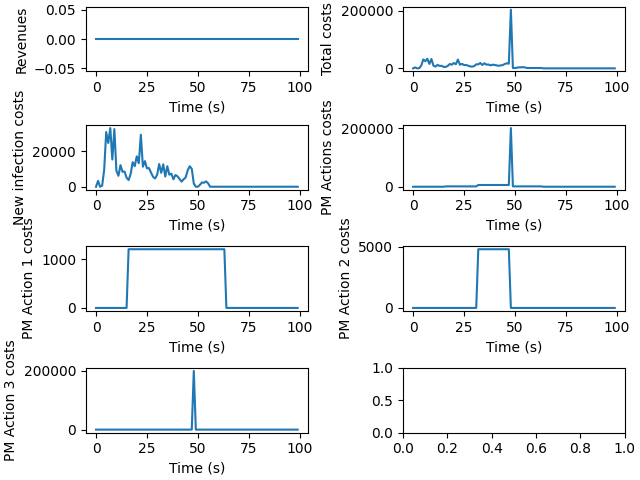 Revenues
0.05
0.00
−0.05
0 25 50 75 100
Time (s)
Total costs
200000
0
0 25 50 75 100
Time (s)
New infection costs
20000
0
0 25 50 75 100
Time (s)
PM Actions costs
200000
0
0 25 50 75 100
Time (s)
PM Action 1 costs
1000
0
0 25 50 75 100
Time (s)
PM Action 2 costs
5000
0
0 25 50 75 100
Time (s)
PM Action 3 costs
200000
0
0 25 50 75 100
Time (s)
1.0
0.5
0.0
0.0 0.2 0.4 0.6 0.8 1.0